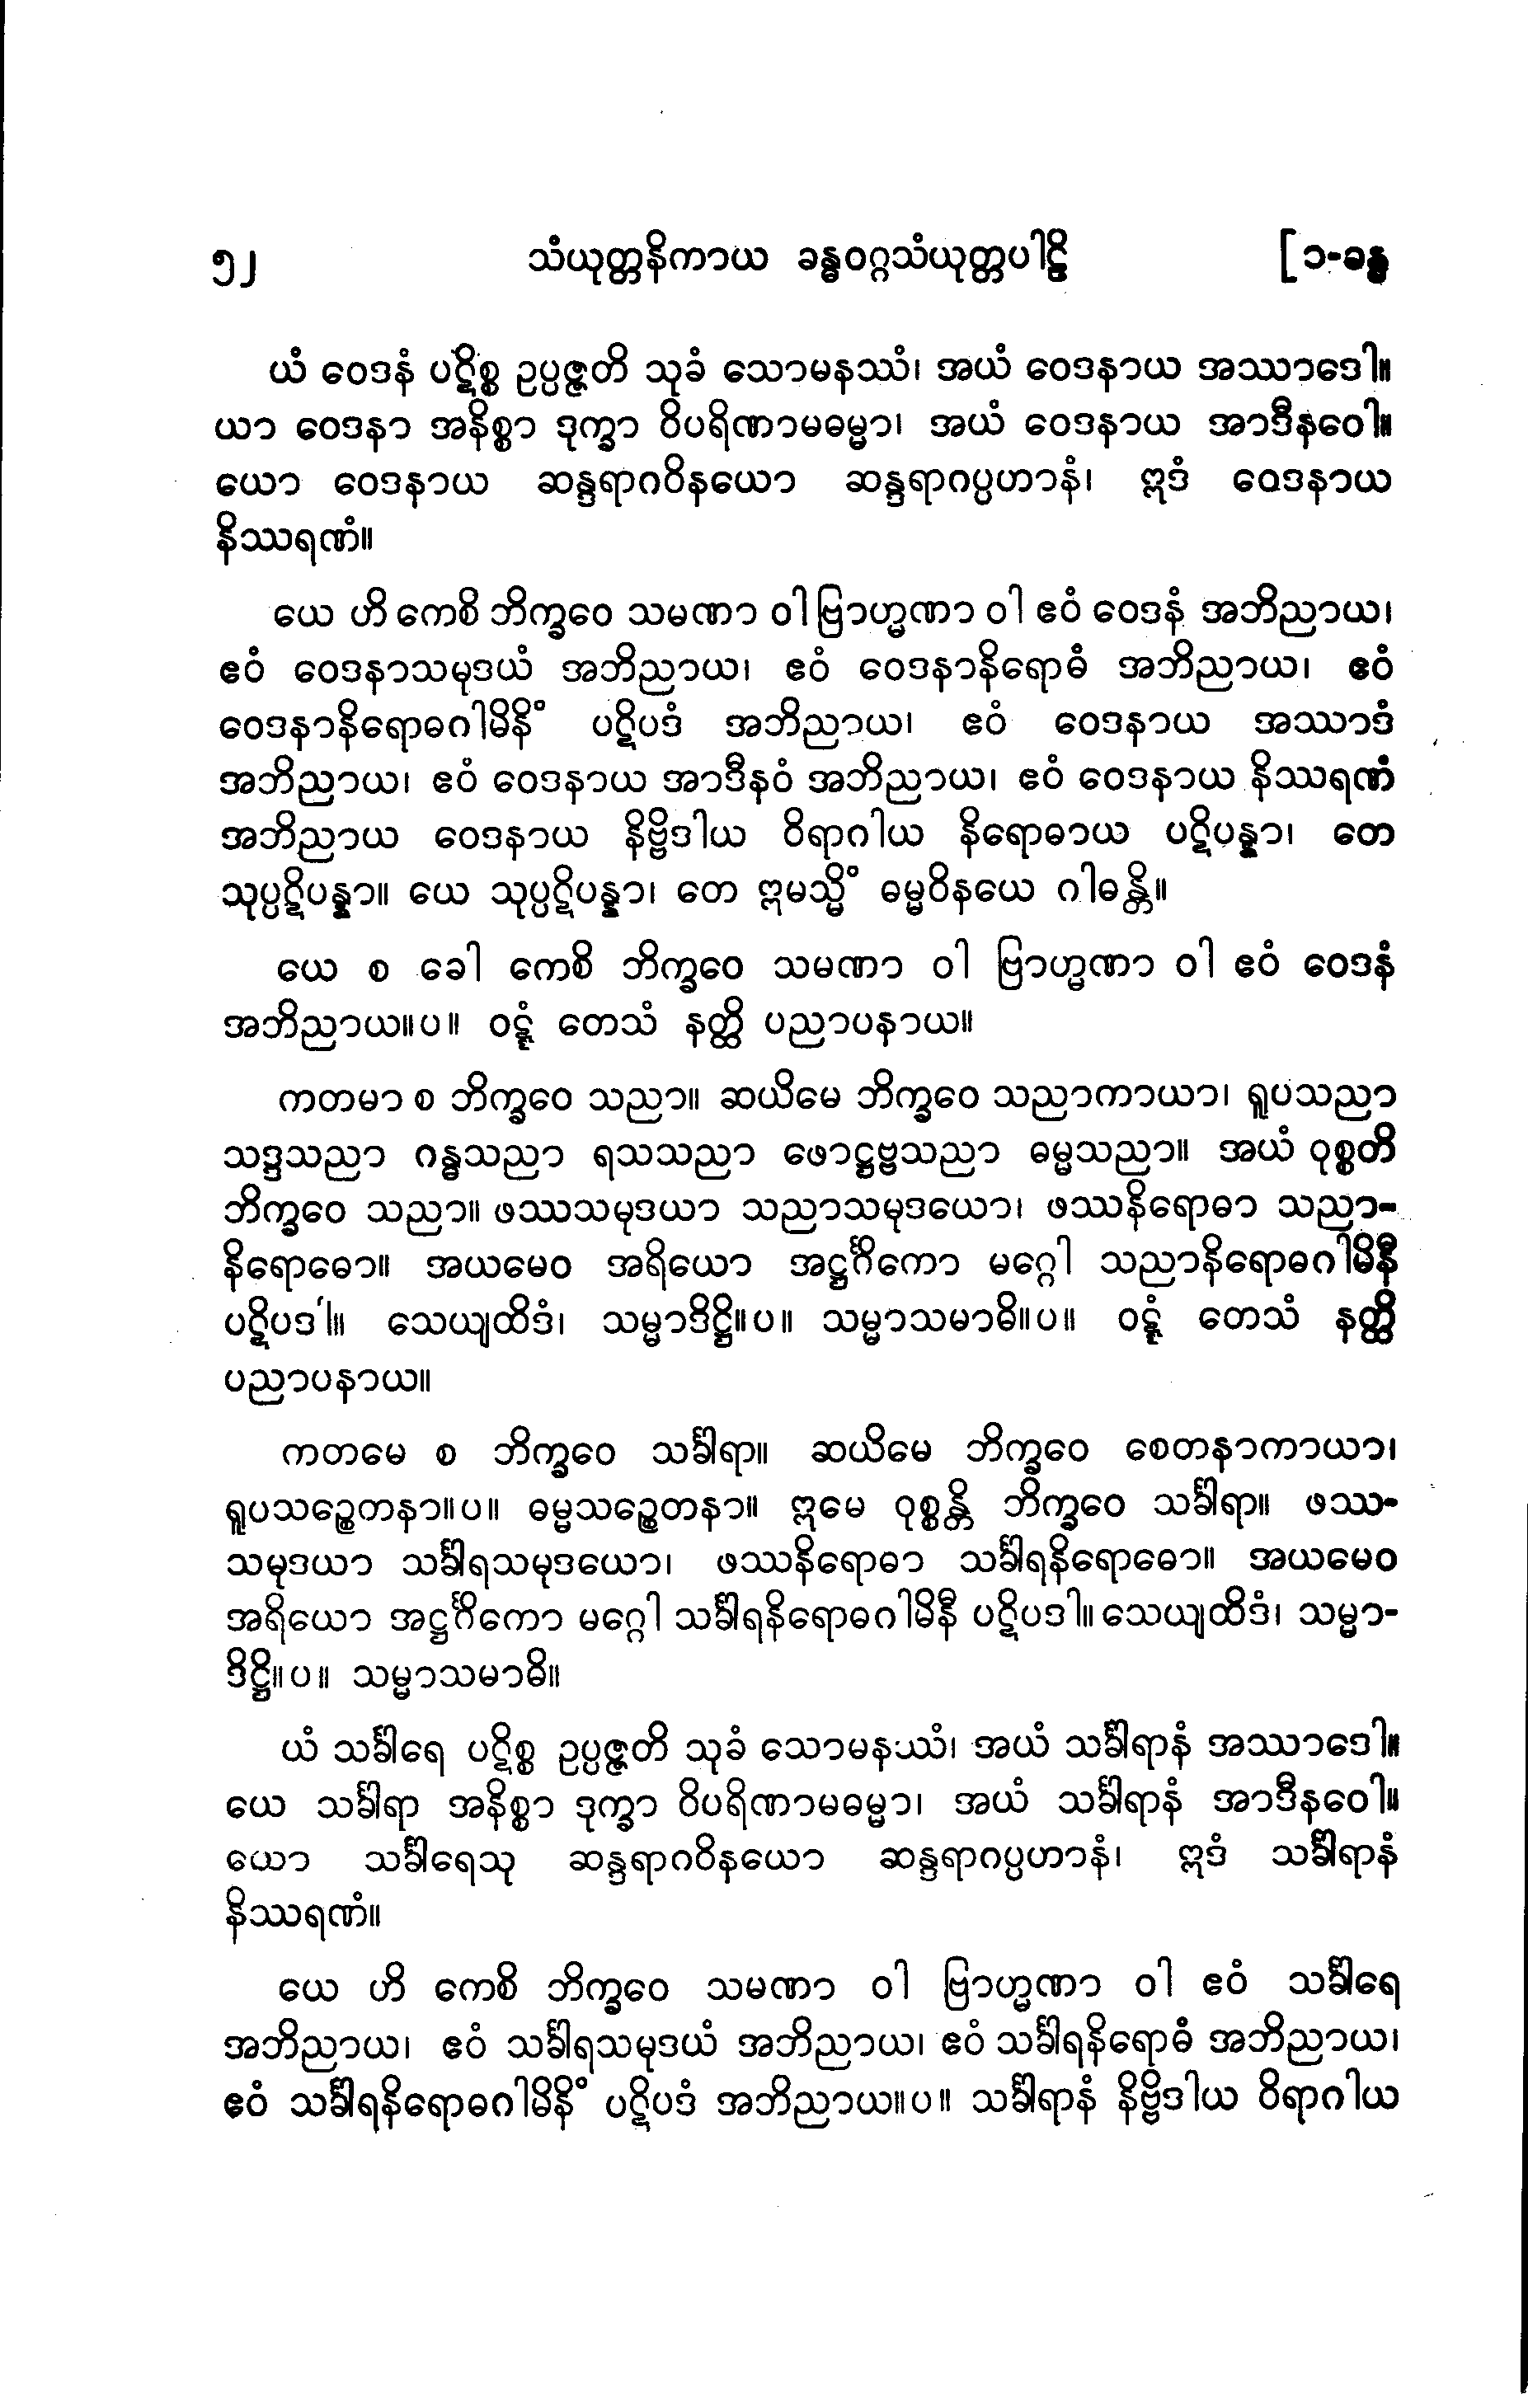 ၅၂ သံယုတ္တနိကာယ ခန္ဓဝဂ္ဂသံယုတ္တပါဠိ [ ၁-ခန္ဓ
ယံ ဝေဒနံ ပဋိစ္စ ဥပ္ပဇ္ဇတိ သုခံ သောမနဿံ၊ အယံ ဝေဒနာယ အဿာဒေါ။
ယာ ဝေဒနာ အနိစ္စာ ဒုက္ခာ ဝိပရိဏာမဓမ္မာ၊ အယံ ဝေဒနာယ အာဒီနဝေါ။
ယော ဝေဒနာယ ဆန္ဒရာဂဝိနယော ဆန္ဒရာဂပ္ပဟာနံ၊ ဣဒံ ဝေဒနာယ
နိဿရဏံ။
ယေ ဟိ ကေစိ ဘိက္ခဝေ သမဏာ ဝါ ဗြာဟ္မဏာ ဝါ ဧဝံ ဝေဒနံ အဘိညာယ၊
ဧဝံ ဝေဒနာသမုဒယံ အဘိညာယ၊ ဧဝံ ဝေဒနာနိရောဓံ အဘိညာယ၊ ဧဝံ
ဝေဒနာနိရောဓဂါမိနိံ ပဋိပဒံ အဘိညာယ၊ ဧဝံ ဝေဒနာယ အဿာဒံ
အဘိညာယ၊ ဧဝံ ဝေဒနာယ အာဒီနဝံ အဘိညာယ၊ ဧဝံ ဝေဒနာယ နိဿရဏံ
အဘိညာယ ဝေဒနာယ နိဗ္ဗိဒါယ ဝိရာဂါယ နိရောဓာယ ပဋိပန္နာ၊ တေ
သုပ္ပဋိပန္နာ။ ယေ သုပ္ပဋိပန္နာ၊ တေ ဣမသ္မိံ ဓမ္မဝိနယေ ဂါဓန္တိ။
ယေ စ ခေါ ကေစိ ဘိက္ခဝေ သမဏာ ဝါ ဗြာဟ္မဏာ ဝါ ဧဝံ ဝေဒနံ
အဘိညာယ။ပ။ ဝဋ္ဋံ တေသံ နတ္ထိ ပညာပနာယ။
ကတမာ စ ဘိက္ခဝေ သညာ။ ဆယိမေ ဘိက္ခဝေ သညာကာယာ၊ ရူပသညာ
သဒ္ဒသညာ ဂန္ဓသညာ ရသသညာ ဖောဋ္ဌဗ္ဗသညာ ဓမ္မသညာ။ အယံ ဝုစ္စတိ
ဘိက္ခဝေ သညာ။ ဖဿသမုဒယာ သညာသမုဒယော၊ ဖဿနိရောဓာ သညာ-
နိရောဓော။ အယမေဝ အရိယော အဋ္ဌင်္ဂိကော မဂ္ဂေါ သညာနိရောဓဂါမိနီ
ပဋိပဒါ။ သေယျထိဒံ၊ သမ္မာဒိဋ္ဌိ။ပ။ သမ္မာသမာဓိ။ပ။ ဝဋ္ဋံ တေသံ နတ္ထိ
ပညာပနာယ။
ကတမေ စ ဘိက္ခဝေ သင်္ခါရာ။ ဆယိမေ ဘိက္ခဝေ စေတနာကာယာ၊
ရူပသဉ္စေတနာ။ပ။ ဓမ္မသဉ္စေတနာ။ ဣမေ ဝုစ္စန္တိ ဘိက္ခဝေ သင်္ခါရာ။ ဖဿ-
သမုဒယာ သင်္ခါရသမုဒယော၊ ဖဿနိရောဓာ သင်္ခါရနိရောဓော။ အယမေဝ
အရိယော အဋ္ဌင်္ဂိကော မဂ္ဂေါ သင်္ခါရနိရောဓဂါမိနီ ပဋိပဒါ။ သေယျထိဒံ၊ သမ္မာ-
ဒိဋ္ဌိ။ပ။ သမ္မာသမာဓိ။
ယံ သင်္ခါရေ ပဋိစ္စ ဥပ္ပဇ္ဇတိ သုခံ သောမနဿံ၊ အယံ သင်္ခါရာနံ အဿာဒေါ။
ယေ သင်္ခါရာ အနိစ္စာ ဒုက္ခာ ဝိပရိဏာမဓမ္မာ၊ အယံ သင်္ခါရာနံ အာဒီနဝေါ။
ယော သင်္ခါရေသု ဆန္ဒရာဂဝိနယော ဆန္ဒရာဂပ္ပဟာနံ၊ ဣဒံ သင်္ခါရာနံ
နိဿရဏံ။
ယေ ဟိ ကေစိ ဘိက္ခဝေ သမဏာ ဝါ ဗြာဟ္မဏာ ဝါ ဧဝံ သင်္ခါရေ
အဘိညာယ၊ ဧဝံ သင်္ခါရသမုဒယံ အဘိညာယ၊ ဧဝံ သင်္ခါရနိရောဓံ အဘိညာယ၊
ဧဝံ သင်္ခါရနိရောဓဂါမိနိံ ပဋိပဒံ အဘိညာယ။ပ။ သင်္ခါရာနံ နိဗ္ဗိဒါယ ဝိရာဂါယ